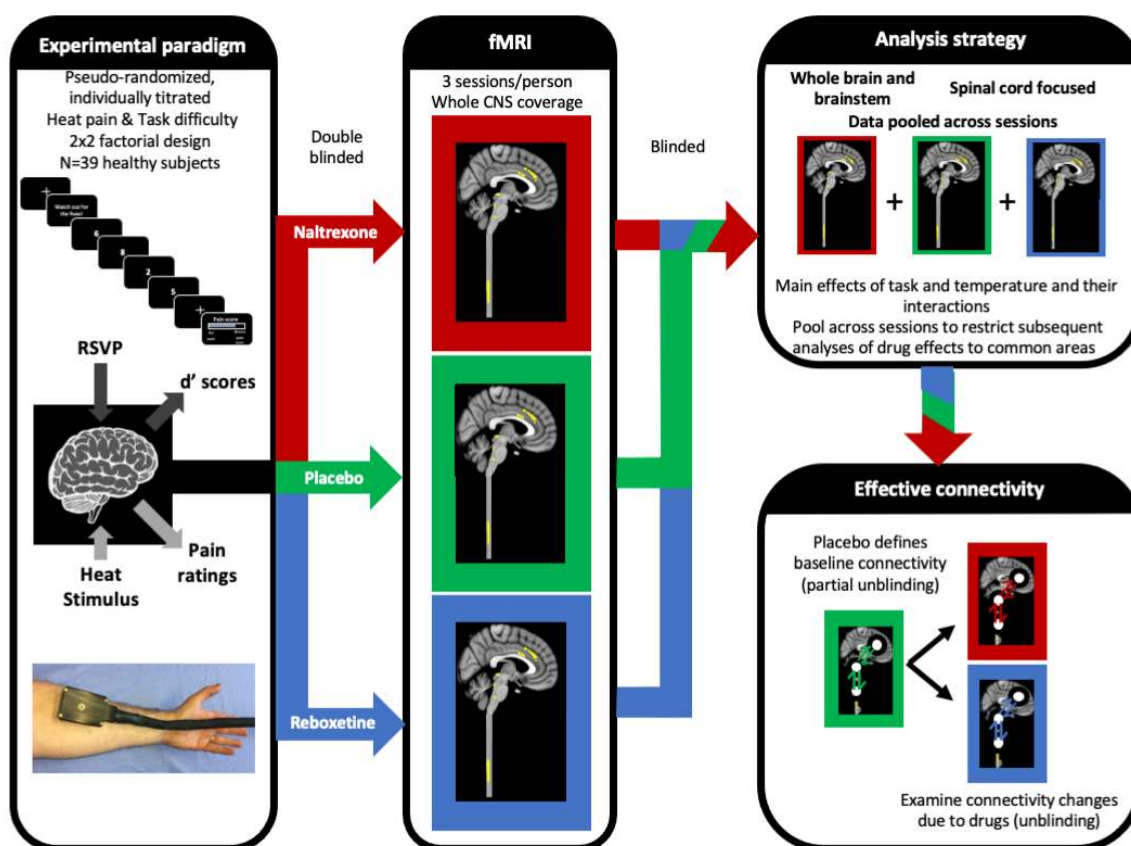 Experimental paradigm
Pseudo-randomized,
individually titrated
Heat pain & Task difficulty
2x2 factorial design
N=39 healthy subjects
Watch out for
the fives!
6
8
2
5
Pain score
RSVP
d' scores
Heat
Stimulus
Pain
ratings
Double
blinded
Naltrexone
Placebo
Reboxetine
fMRI
3 sessions/person
Whole CNS coverage
Blinded
Analysis strategy
Whole brain and
brainstem
Spinal cord focused
Data pooled across sessions
+
+
Main effects of task and temperature and their
interactions
Pool across sessions to restrict subsequent
analyses of drug effects to common areas
Effective connectivity
Placebo defines
baseline connectivity
(partial unblinding)
Examine connectivity changes
due to drugs (unblinding)